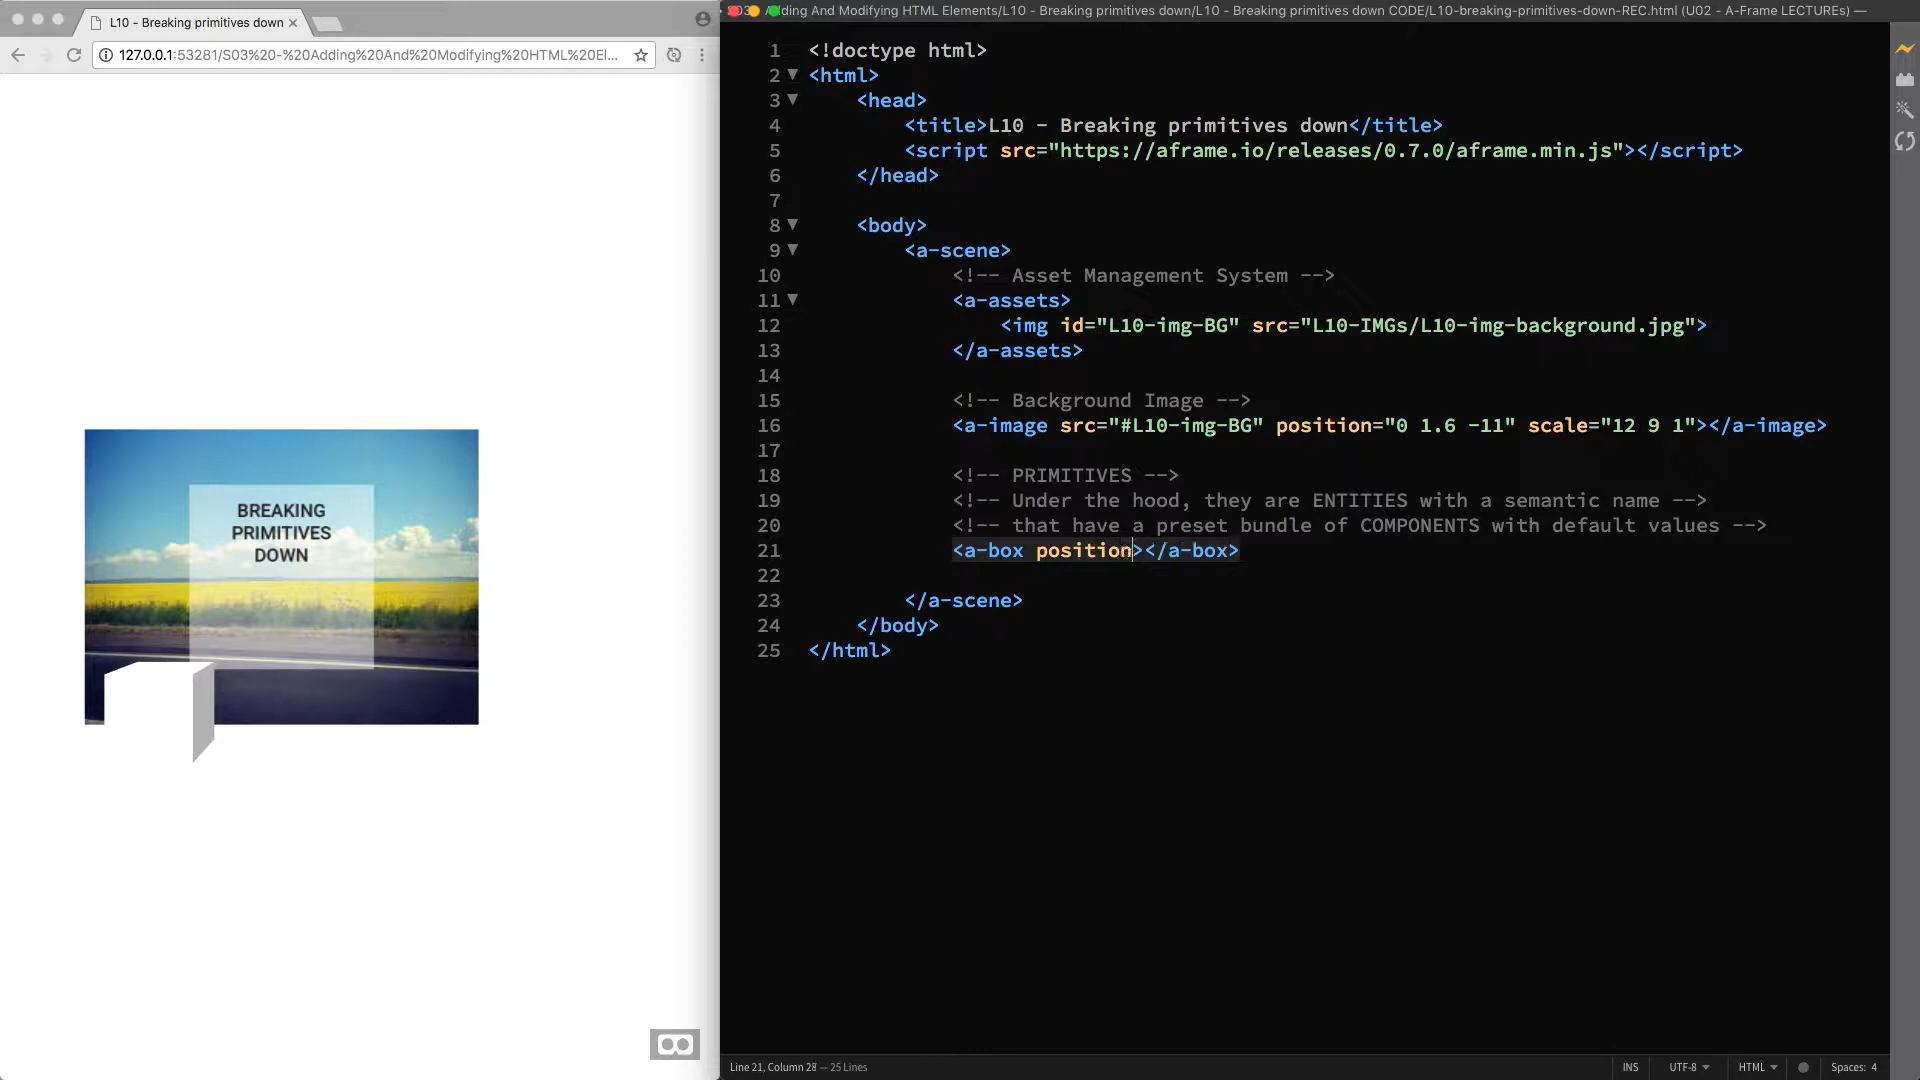 L10 - Breaking primitives down
127.0.0.1:53281/S03%20-%20Adding%20And%20Modifying%20HTML%20El...
BREAKING
PRIMITIVES
DOWN
dding And Modifying HTML Elements/L10 - Breaking primitives down/L10 - Breaking primitives down CODE/L10-breaking-primitives-down-REC.html (U02 - A-Frame LECTUREs) —
1 <!doctype html>
2 <html>
3 <head>
4 <title>L10 - Breaking primitives down</title>
5 <script src="https://aframe.io/releases/0.7.0/aframe.min.js"></script>
6 </head>
7
8 <body>
9 <a-scene>
10 <!-- Asset Management System -->
11 <a-assets>
12 <img id="L10-img-BG" src="L10-IMGs/L10-img-background.jpg">
13 </a-assets>
14
15 <!-- Background Image -->
16 <a-image src="#L10-img-BG" position="0 1.6 -11" scale="12 9 1"></a-image>
17
18 <!-- PRIMITIVES -->
19 <!-- Under the hood, they are ENTITIES with a semantic name -->
20 <!-- that have a preset bundle of COMPONENTS with default values -->
21 <a-box position></a-box>
22
23 </a-scene>
24 </body>
25 </html>
Line 21, Column 28 — 25 Lines
INS UTF-8 HTML Spaces: 4